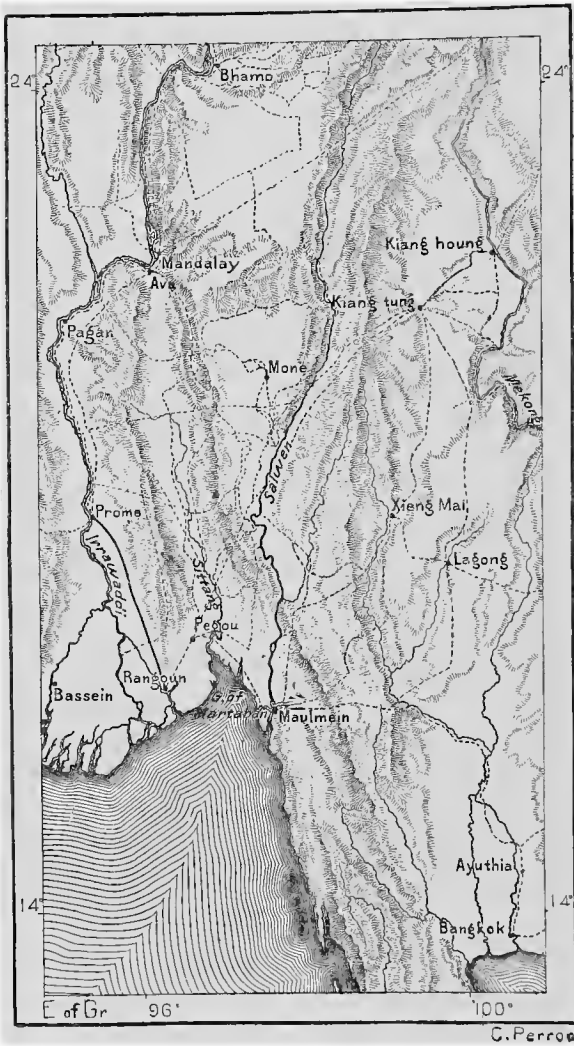 24°
24°
Bhamo
Kiang houng
Mandalay
Ava
Kiang tung
Pagan
Mone
Mekong
Salwen
Prome
Xieng Mai
Irrawaddi
Lagong
Sittang
Pegou
Rangoun
Bassein
G. of
Martaban
Maulmein
Ayuthia
14°
14°
Bangkok
E of Gr
96°
100°
C. Perron